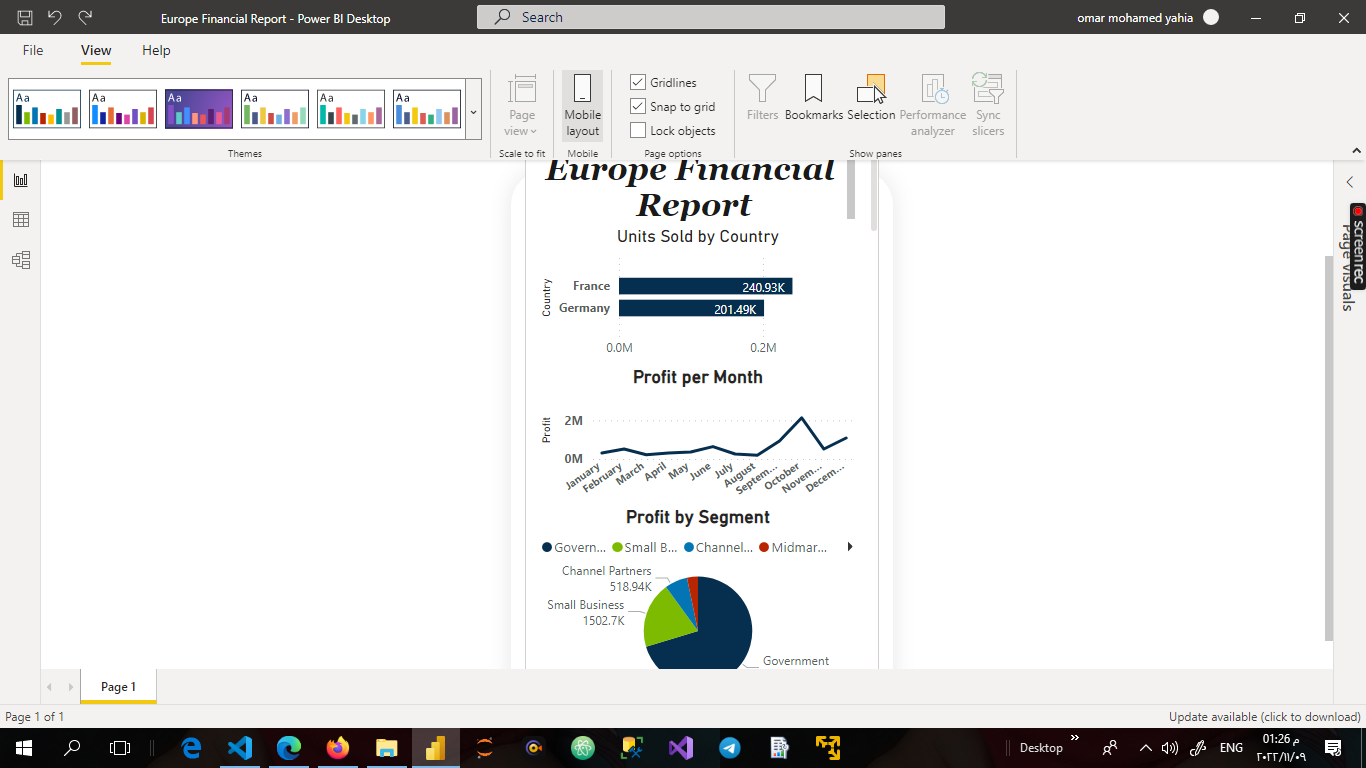 Europe Financial Report - Power BI Desktop
Search
omar mohamed yahia
File
View
Help
Aa
Aa
Aa
Aa
Aa
Aa
Themes
Page
view
Scale to fit
Mobile
layout
Mobile
Gridlines
Snap to grid
Lock objects
Page options
Filters
Bookmarks
Selection
Performance
analyzer
Sync
slicers
Show panes
Europe Financial
Report
Units Sold by Country
Country
France
240.93K
Germany
201.49K
0.0M
0.2M
Profit per Month
Profit
2M
0M
January
February
March
April
May
June
July
August
Septem...
October
Novem...
Decem...
Profit by Segment
Govern...
Small B...
Channel...
Midmar...
Channel Partners
518.94K
Small Business
1502.7K
Government
Page visuals
screenrec
Page 1
Page 1 of 1
Update available (click to download)
Desktop
ENG
01:26 م
٢٠٢٢/١١/٠٩